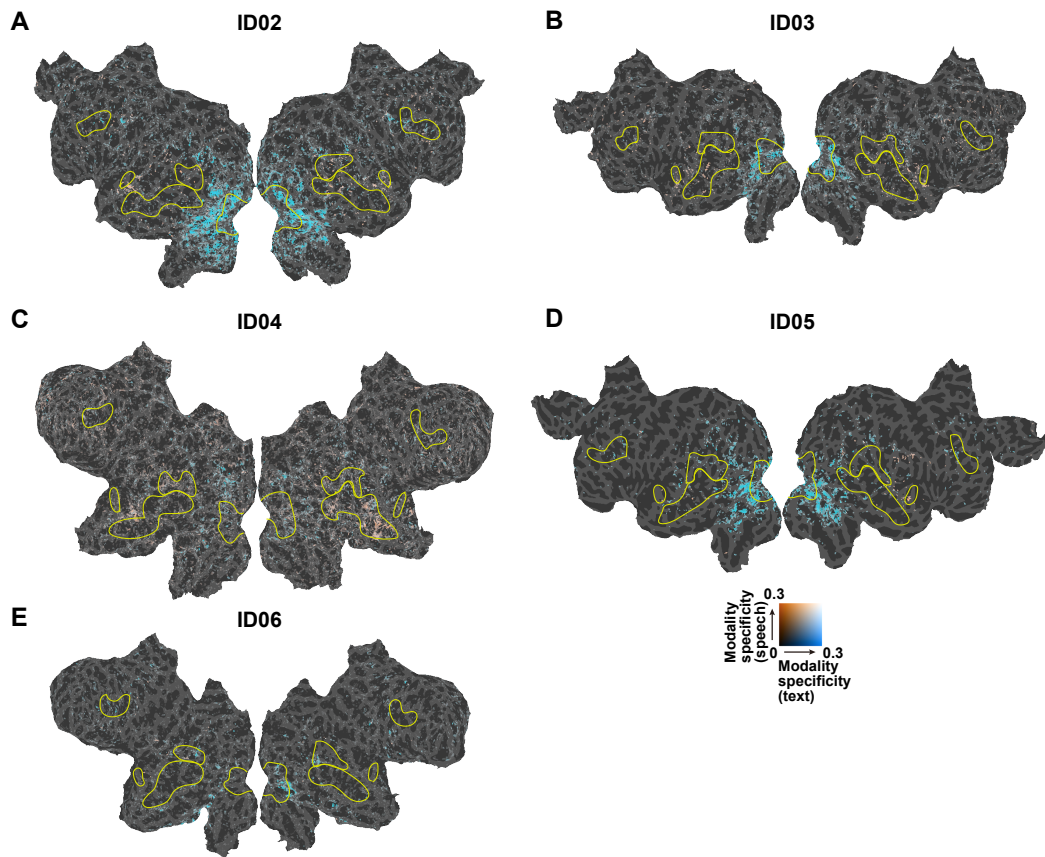 A
ID02
B
ID03
C
ID04
D
ID05
E
ID06
0.3
Modality
specificity
(speech)
0
0.3
Modality
specificity
(text)